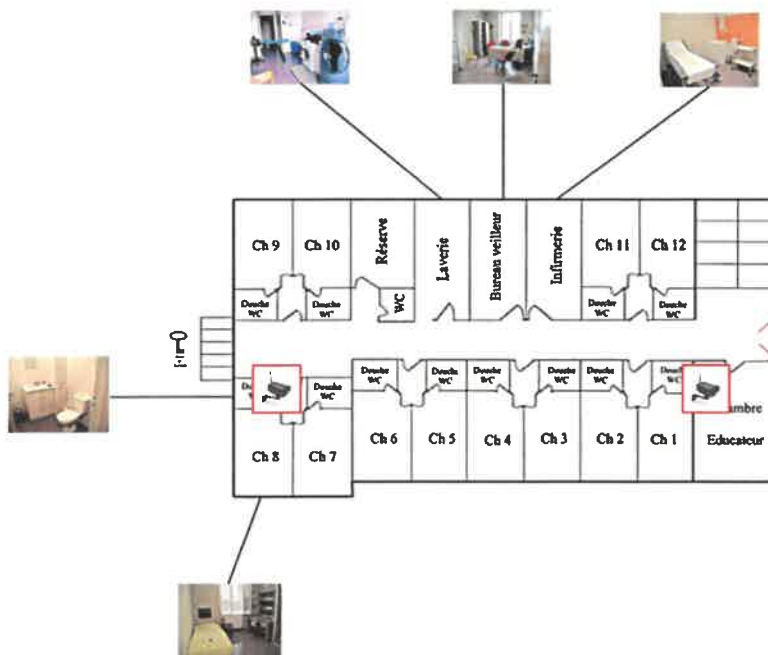 Ch 9
Ch 10
Réserve
Laverie
Bureau veilleur
Infirmerie
Ch 11
Ch 12
Douche
WC
Douche
WC
WC
Douche
WC
Douche
WC
Douche
WC
Douche
WC
Douche
WC
Douche
WC
Douche
WC
Douche
WC
Douche
WC
Ch 8
Ch 7
Ch 6
Ch 5
Ch 4
Ch 3
Ch 2
Ch 1
ambre
Educateur